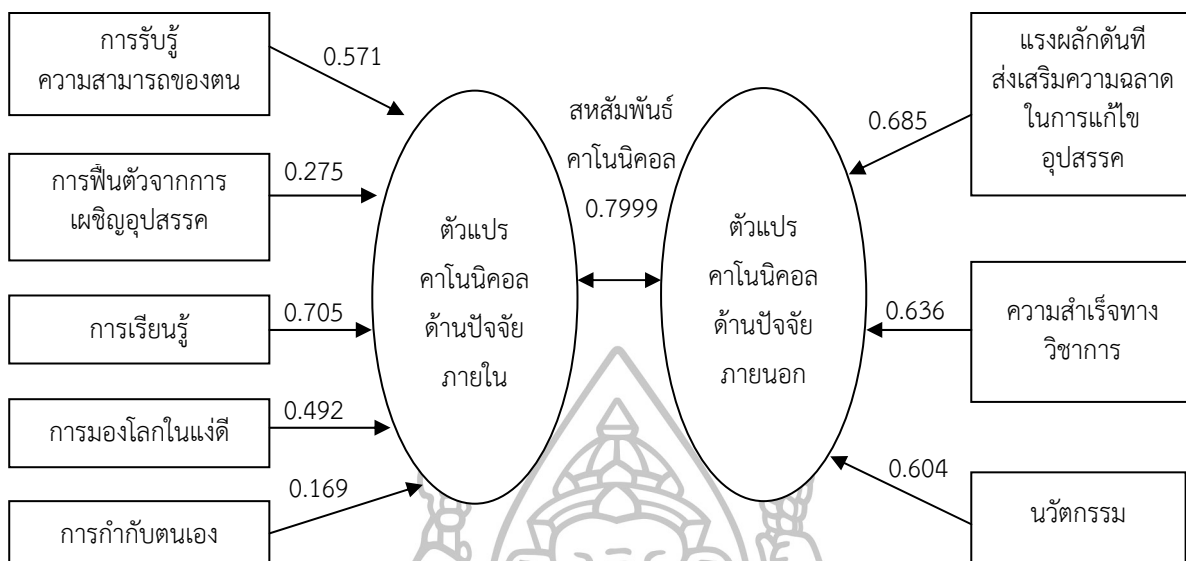 การรับรู้
ความสามารถของตน
0.571
การฟื้นตัวจากการ
เผชิญอุปสรรค
0.275
การเรียนรู้
0.705
การมองโลกในแง่ดี
0.492
การกำกับตนเอง
0.169
ตัวแปร
คาโนนิคอล
ด้านปัจจัย
ภายใน
สหสัมพันธ์
คาโนนิคอล
0.7999
ตัวแปร
คาโนนิคอล
ด้านปัจจัย
ภายนอก
0.685
แรงผลักดันที่
ส่งเสริมความฉลาด
ในการแก้ไข
อุปสรรค
0.636
ความสำเร็จทาง
วิชาการ
0.604
นวัตกรรม